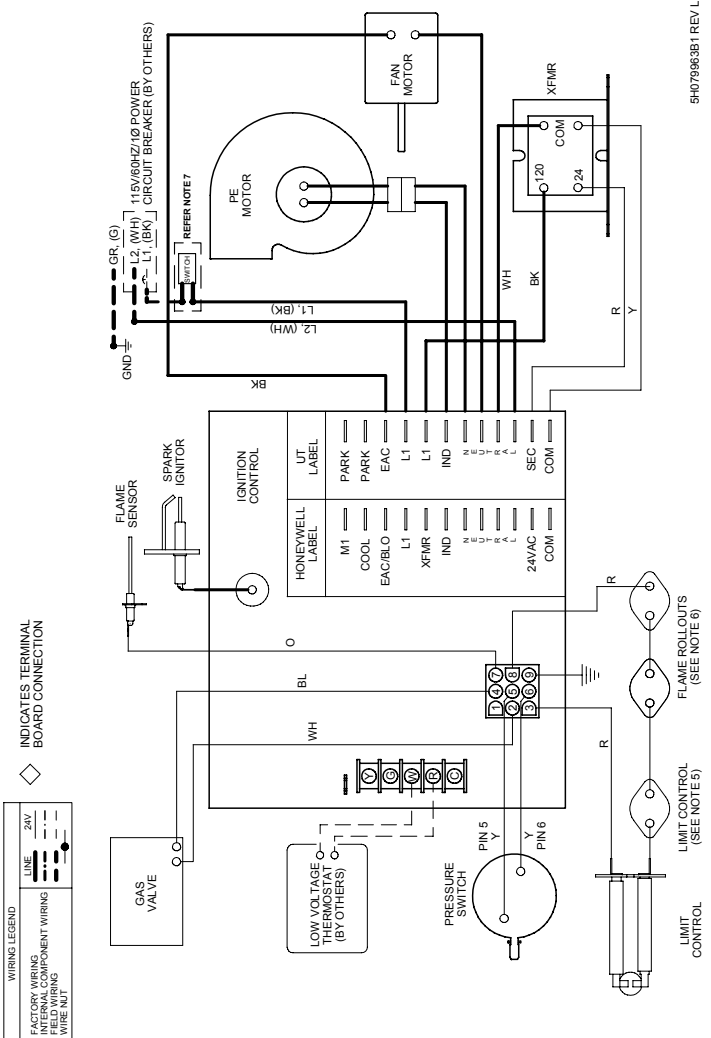 WIRING LEGEND
LINE
24V
FACTORY WIRING
INTERNAL COMPONENT WIRING
FIELD WIRING
WIRE NUT
INDICATES TERMINAL
BOARD CONNECTION
GAS
VALVE
LOW VOLTAGE
THERMOSTAT
(BY OTHERS)
PRESSURE
SWITCH
PIN 5
Y
Y
PIN 6
LIMIT
CONTROL
LIMIT CONTROL
(SEE NOTE 5)
FLAME ROLLOUTS
(SEE NOTE 6)
R
R
WH
BL
O
Y
G
W
R
C
1
4
7
2
5
8
3
6
9
FLAME
SENSOR
SPARK
IGNITOR
IGNITION
CONTROL
HONEYWELL
LABEL
M1
COOL
EAC/BLO
L1
XFMR
IND
NEUTRAL
24VAC
COM
UT
LABEL
PARK
PARK
EAC
L1
L1
IND
NEUTRAL
SEC
COM
GND
GR, (G)
L2, (WH)
L1, (BK)
115V/60HZ/1Ø POWER
CIRCUIT BREAKER (BY OTHERS)
SWITCH
REFER NOTE 7
BK
L2, (WH)
L1, (BK)
PE
MOTOR
FAN
MOTOR
WH
BK
R
Y
XFMR
120
COM
24
5H079963B1 REV L